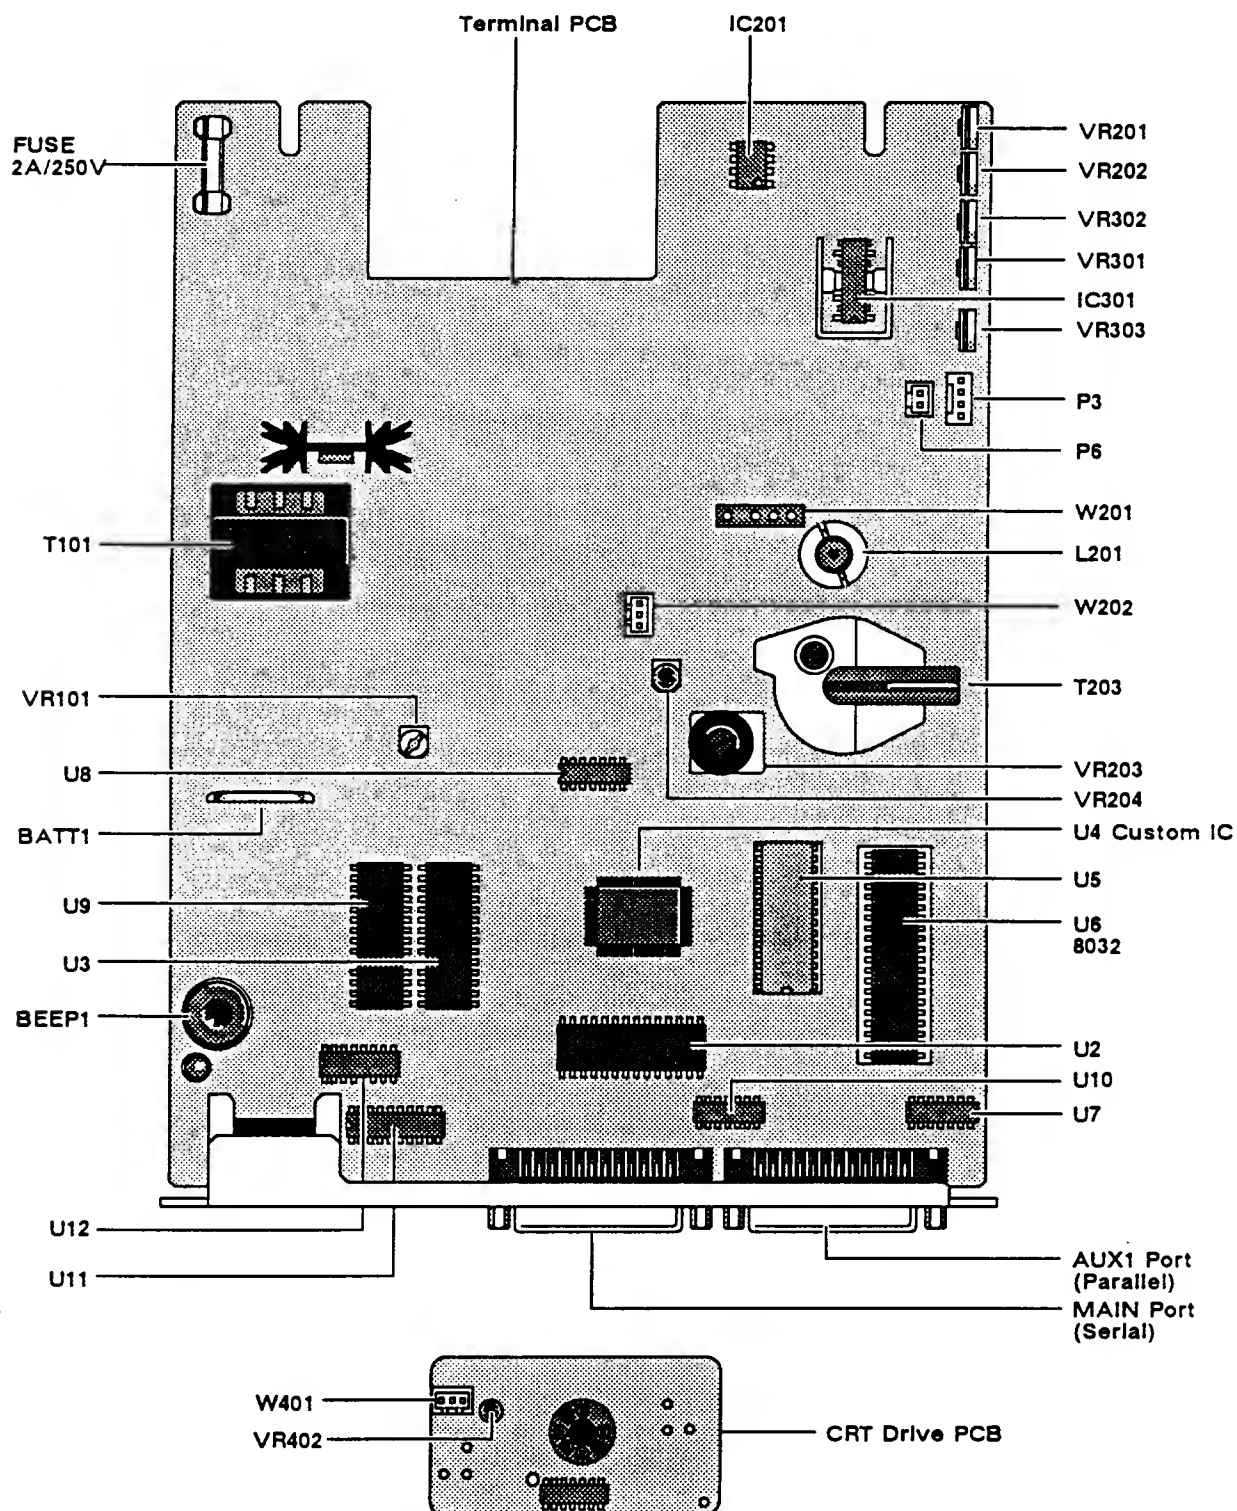 Terminal PCB
IC201
FUSE
2A/250V
VR201
VR202
VR302
VR301
IC301
VR303
P3
P6
W201
T101
L201
W202
T203
VR101
U8
VR203
VR204
BATT1
U4 Custom IC
U5
U9
U6
8032
U3
BEEP1
U2
U10
U7
U12
U11
AUX1 Port
(Parallel)
MAIN Port
(Serial)
W401
VR402
CRT Drive PCB